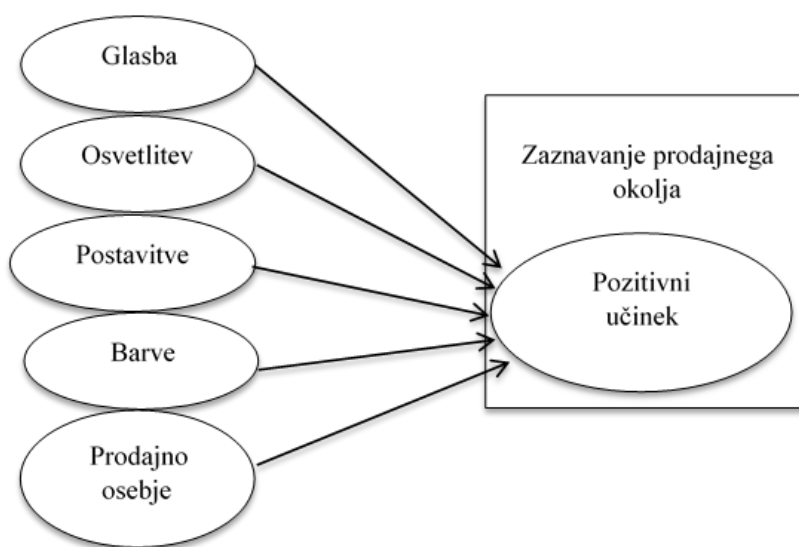 Glasba
Osvetlitev
Postavitve
Barve
Prodajno
osebje
Zaznavanje prodajnega
okolja
Pozitivni
učinek